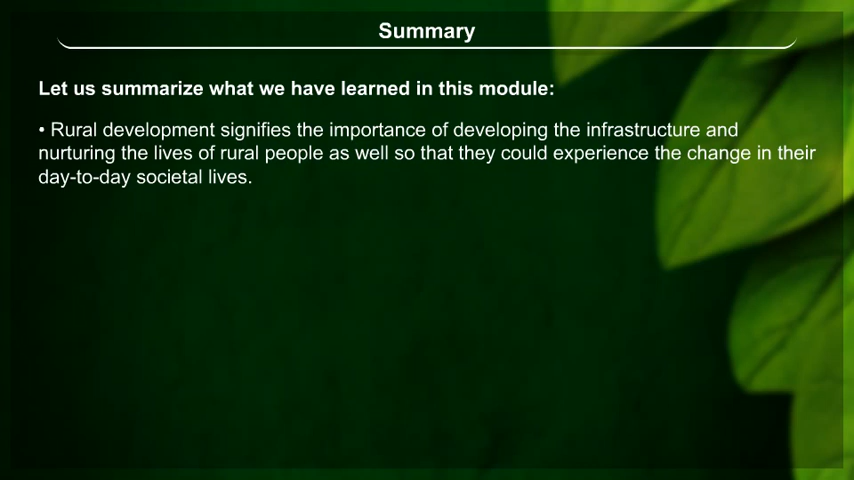 Summary
Let us summarize what we have learned in this module:
• Rural development signifies the importance of developing the infrastructure and
nurturing the lives of rural people as well so that they could experience the change in their
day-to-day societal lives.